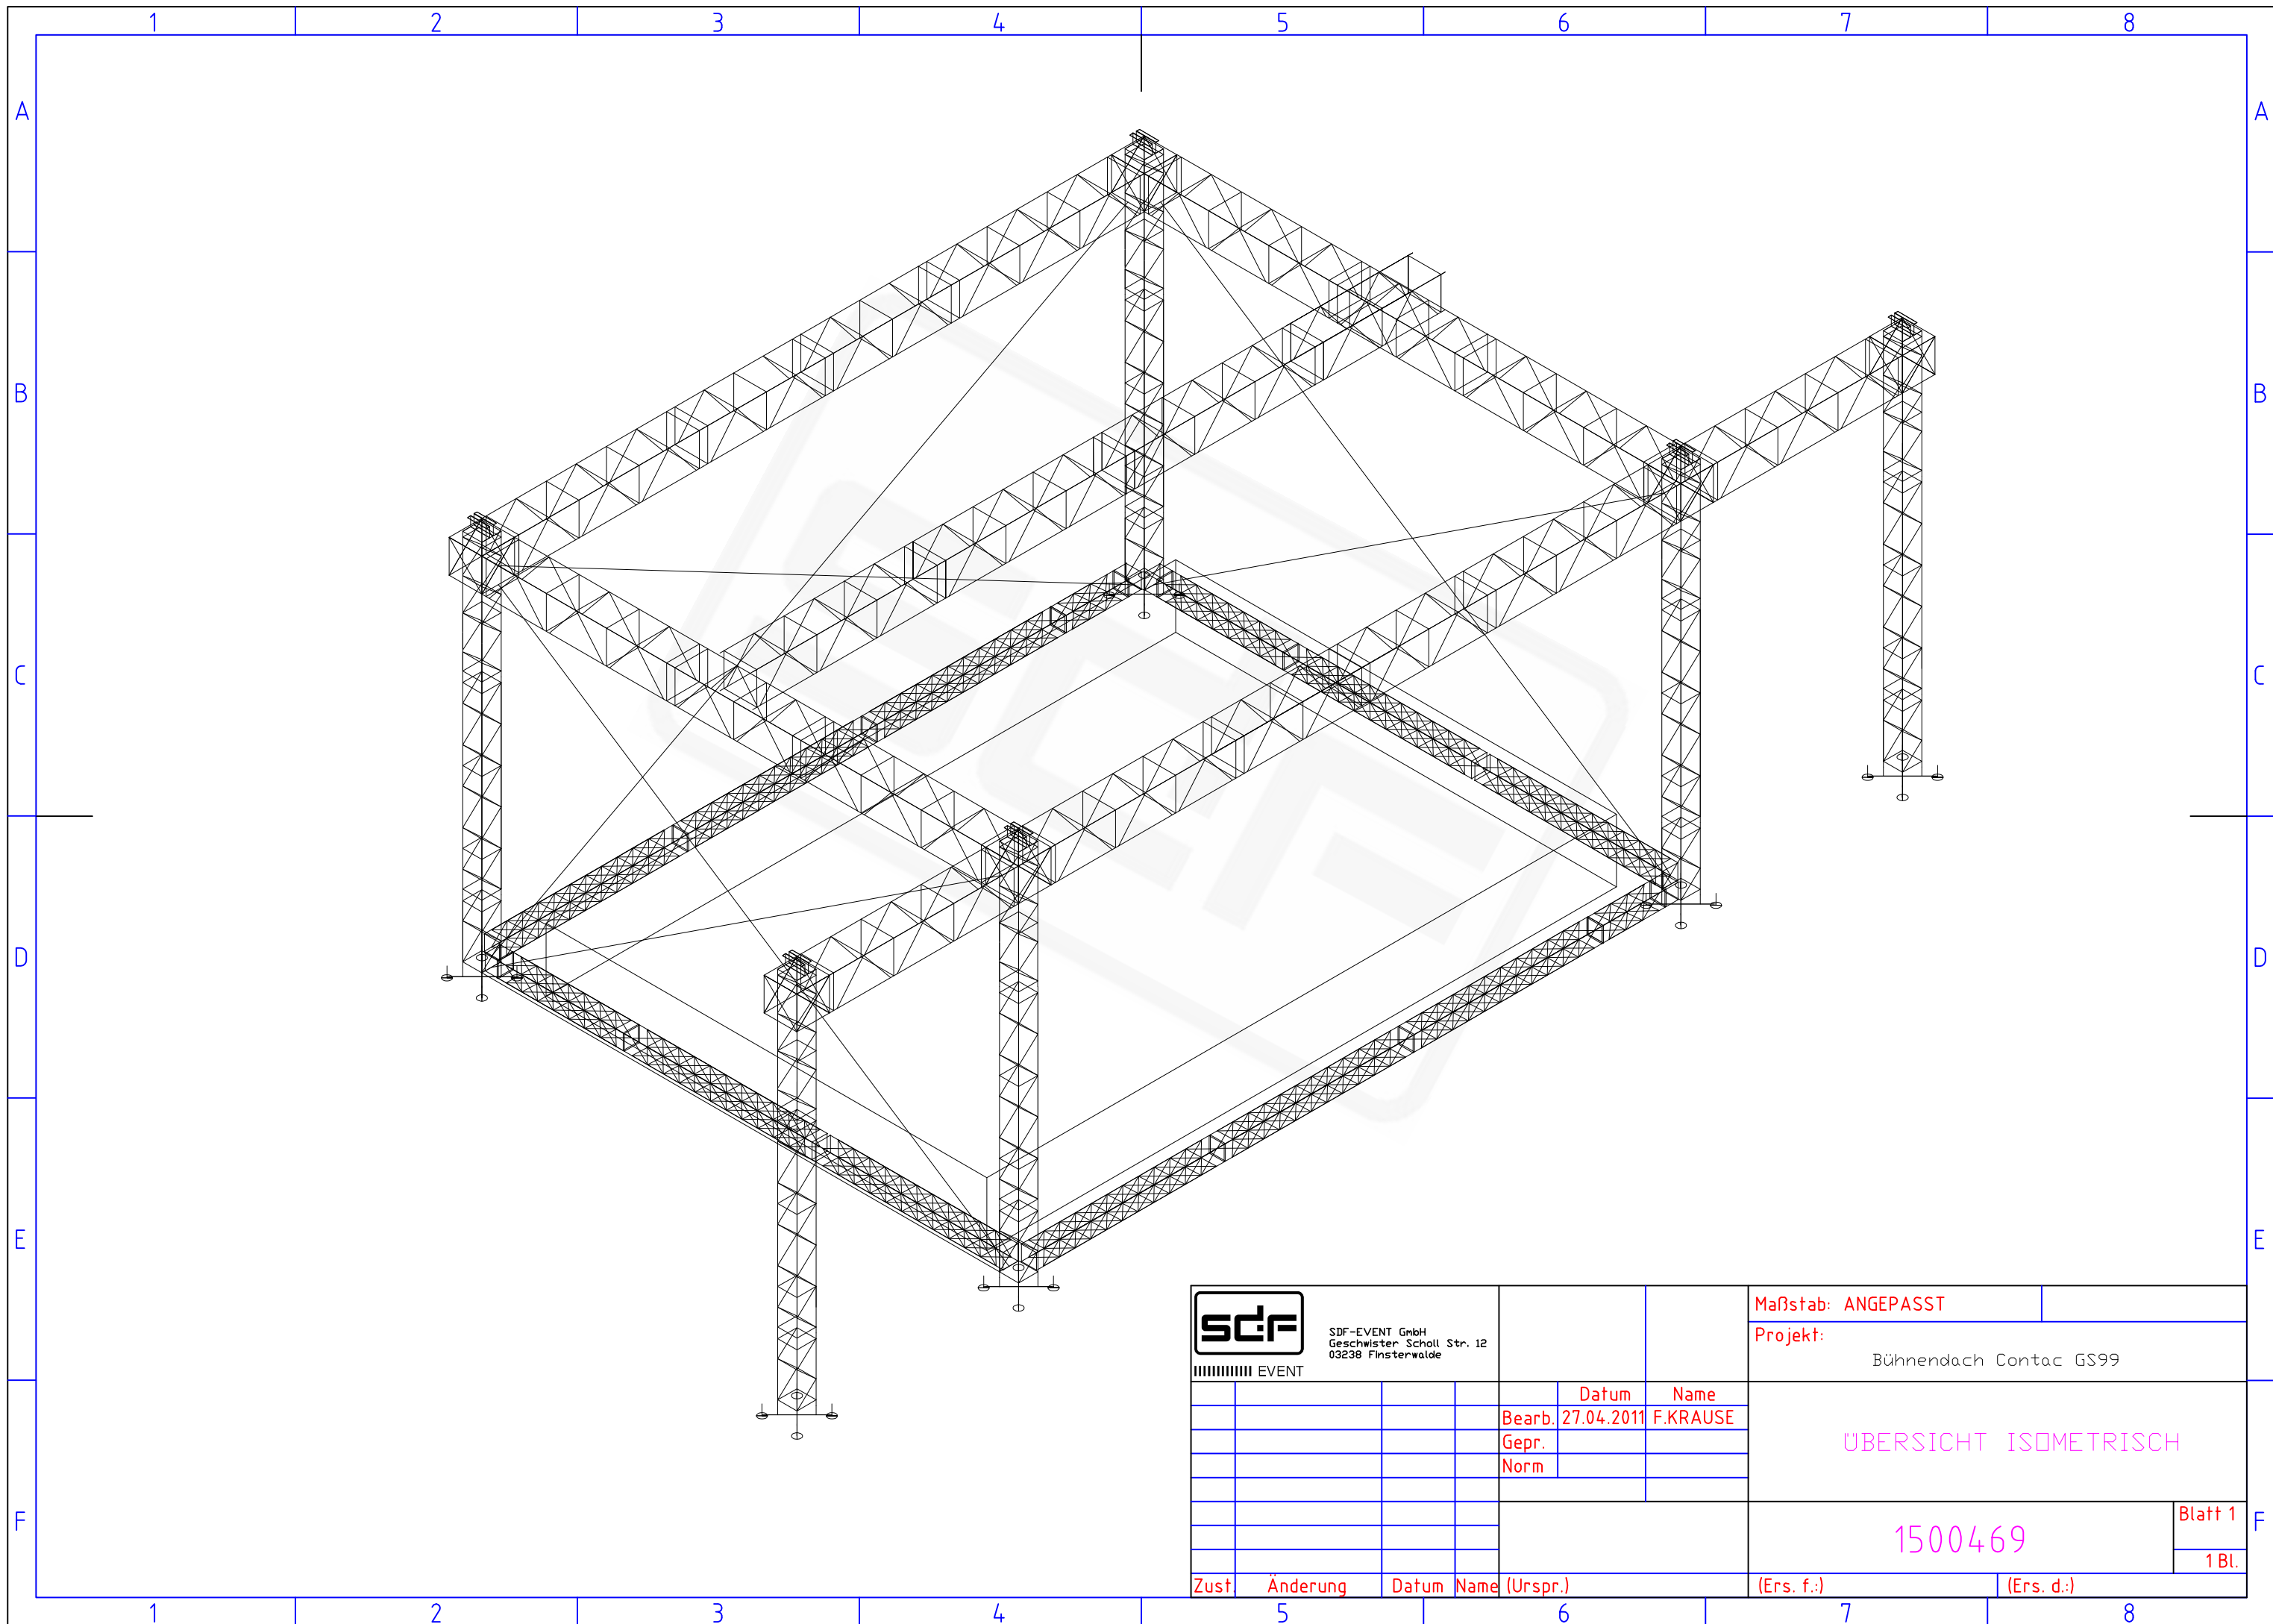 1 2 3 4 5 6 7 8
A A
B B
C C
D D
E E
F F
sdf
EVENT
SDF-EVENT GmbH
Geschwister Scholl Str. 12
03238 Finsterwalde
Maßstab: ANGEPASST
Projekt:
Bühnendach Contac GS99
Datum Name
Bearb. 27.04.2011 F.KRAUSE
Gepr.
Norm
ÜBERSICHT ISOMETRISCH
1500469
Blatt 1
1 Bl.
Zust. Änderung Datum Name (Urspr.) (Ers. f.:) (Ers. d.:)
1 2 3 4 5 6 7 8